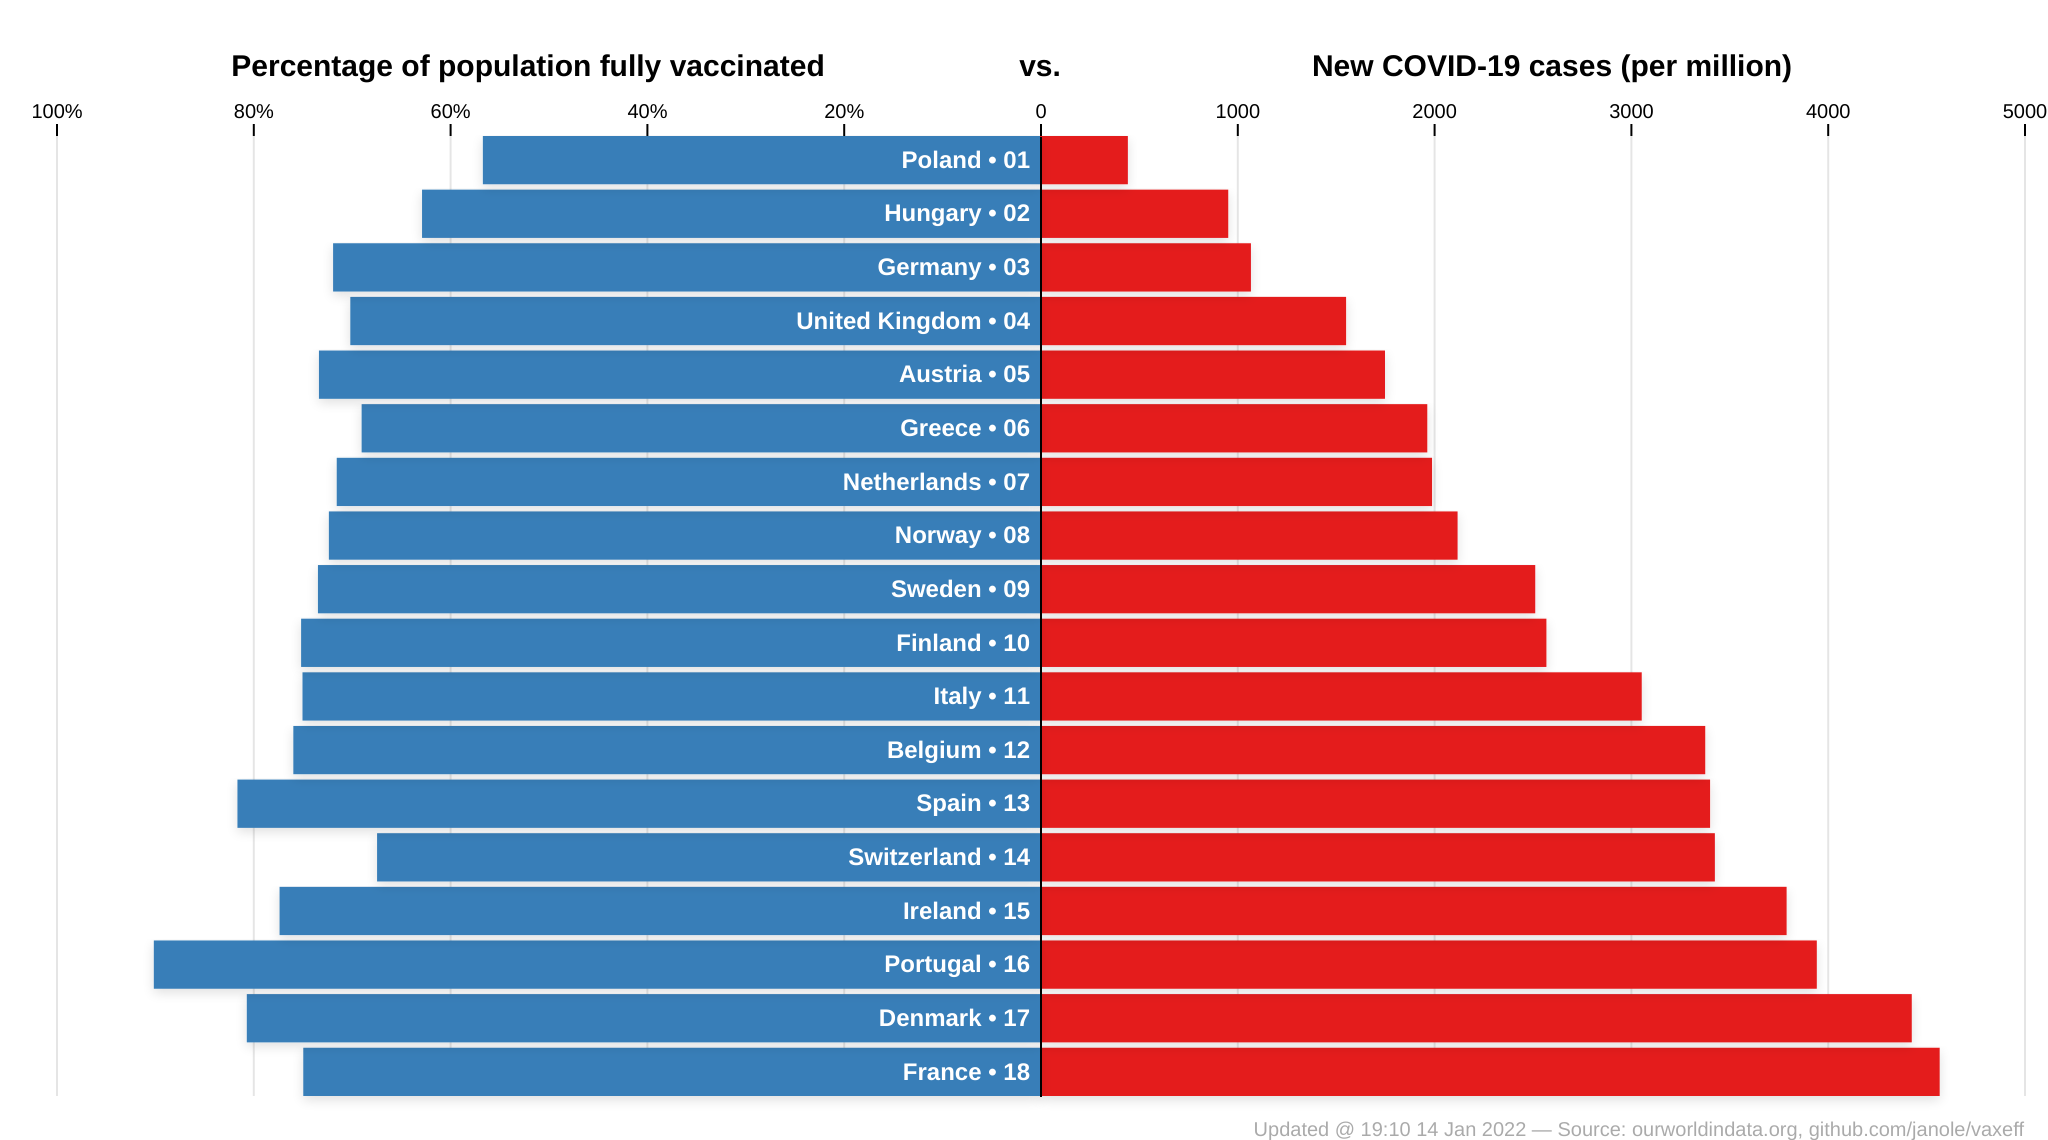 Percentage of population fully vaccinated vs. New COVID-19 cases (per million)
100% 80% 60% 40% 20% 0 1000 2000 3000 4000 5000
Poland • 01
Hungary • 02
Germany • 03
United Kingdom • 04
Austria • 05
Greece • 06
Netherlands • 07
Norway • 08
Sweden • 09
Finland • 10
Italy • 11
Belgium • 12
Spain • 13
Switzerland • 14
Ireland • 15
Portugal • 16
Denmark • 17
France • 18
Updated @ 19:10 14 Jan 2022 — Source: ourworldindata.org, github.com/janole/vaxeff